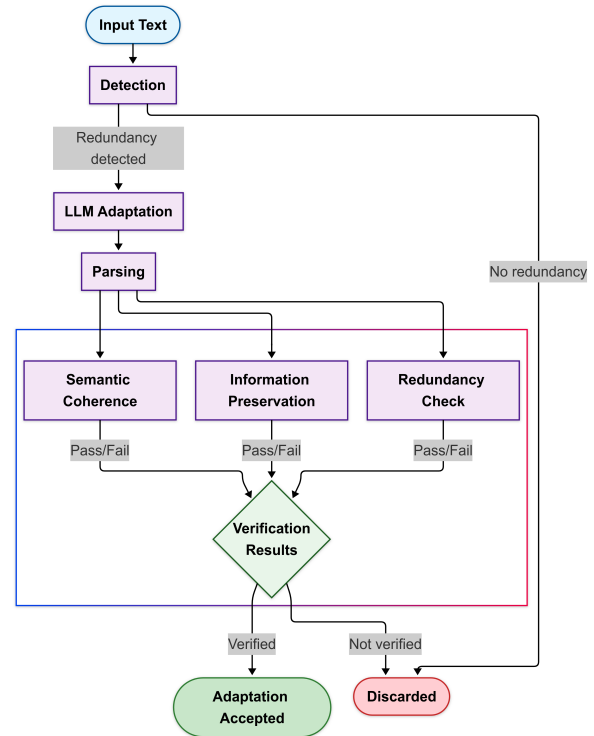 Input Text
Detection
Redundancy
detected
LLM Adaptation
Parsing
No redundancy
Semantic
Coherence
Information
Preservation
Redundancy
Check
Pass/Fail
Pass/Fail
Pass/Fail
Verification
Results
Verified
Not verified
Adaptation
Accepted
Discarded